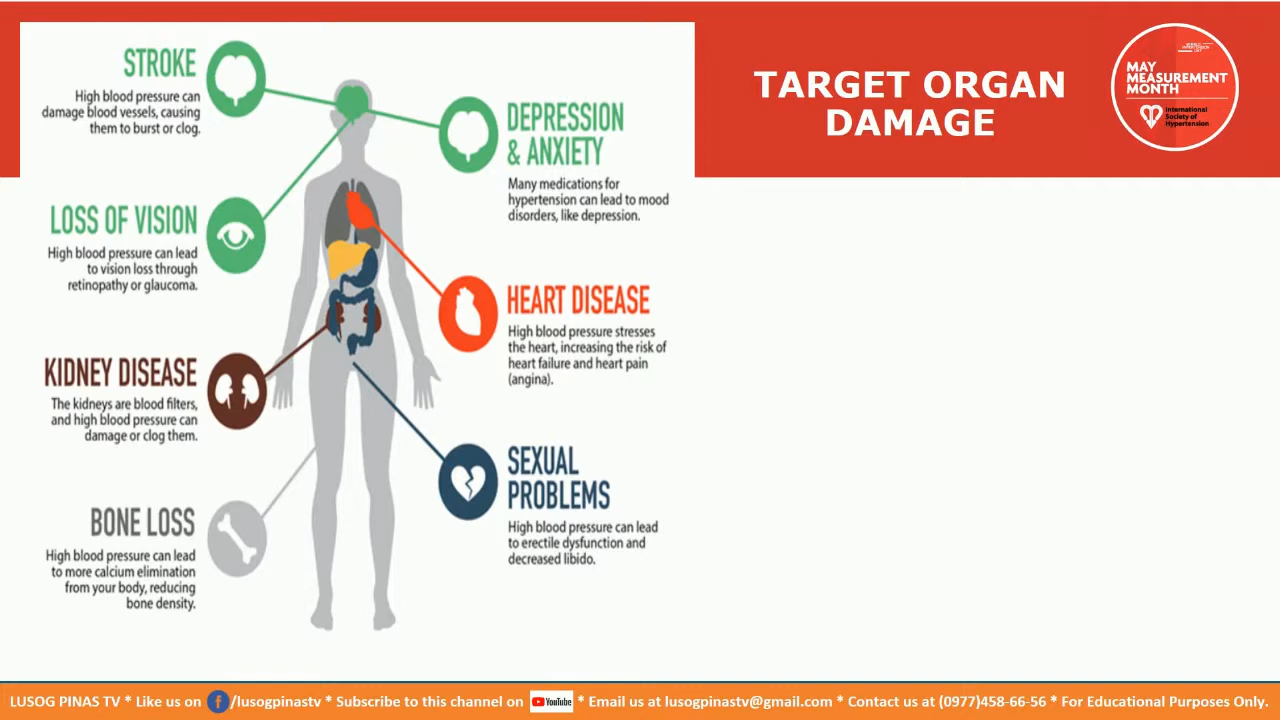 TARGET ORGAN
DAMAGE
MAY
MEASUREMENT
MONTH
International
Society of
Hypertension
STROKE
High blood pressure can
damage blood vessels, causing
them to burst or clog.
LOSS OF VISION
High blood pressure can lead
to vision loss through
retinopathy or glaucoma.
KIDNEY DISEASE
The kidneys are blood filters,
and high blood pressure can
damage or clog them.
BONE LOSS
High blood pressure can lead
to more calcium elimination
from your body, reducing
bone density.
DEPRESSION
& ANXIETY
Many medications for
hypertension can lead to mood
disorders, like depression.
HEART DISEASE
High blood pressure stresses
the heart, increasing the risk of
heart failure and heart pain
(angina).
SEXUAL
PROBLEMS
High blood pressure can lead
to erectile dysfunction and
decreased libido.
LUSOG PINAS TV * Like us on f /lusogpinastv * Subscribe to this channel on YouTube * Email us at lusogpinastv@gmail.com * Contact us at (0977)458-66-56 * For Educational Purposes Only.